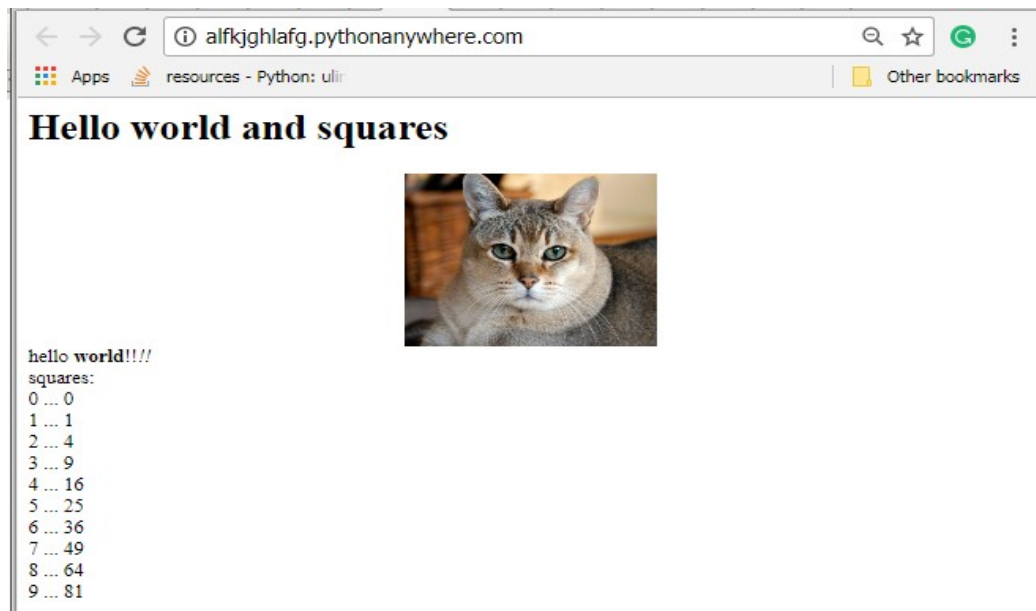 alfkjghlafg.pythonanywhere.com
Apps resources - Python: ulin Other bookmarks
Hello world and squares
hello world!!!!
squares:
0 ... 0
1 ... 1
2 ... 4
3 ... 9
4 ... 16
5 ... 25
6 ... 36
7 ... 49
8 ... 64
9 ... 81